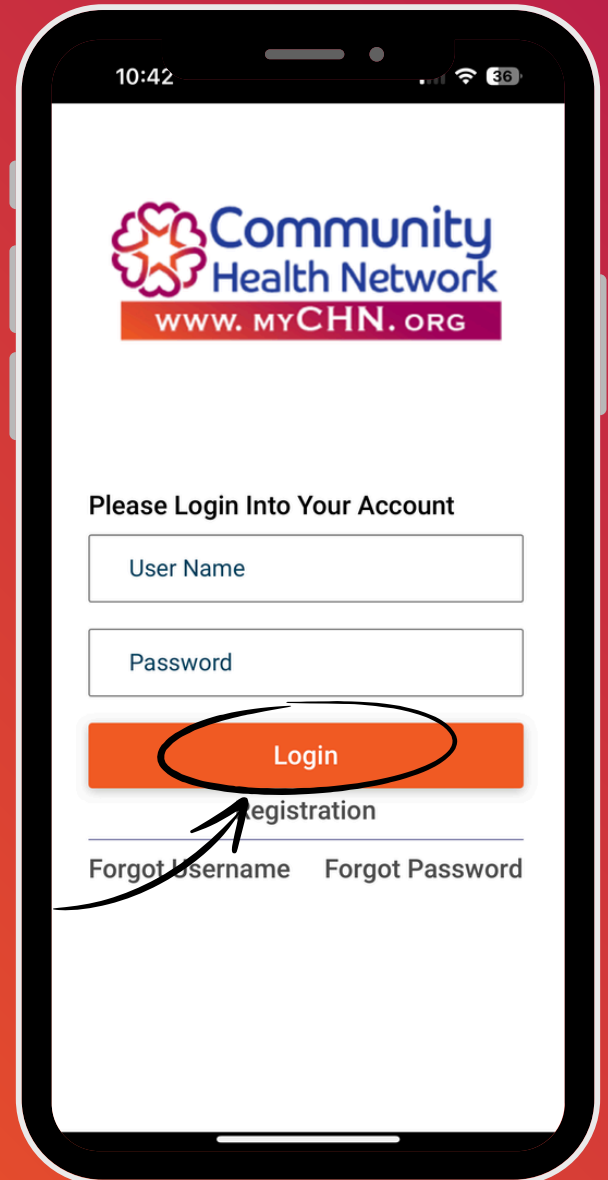 10:42
36
Community
Health Network
WWW. MYCHN. ORG
Please Login Into Your Account
User Name
Password
Login
Registration
Forgot Username Forgot Password